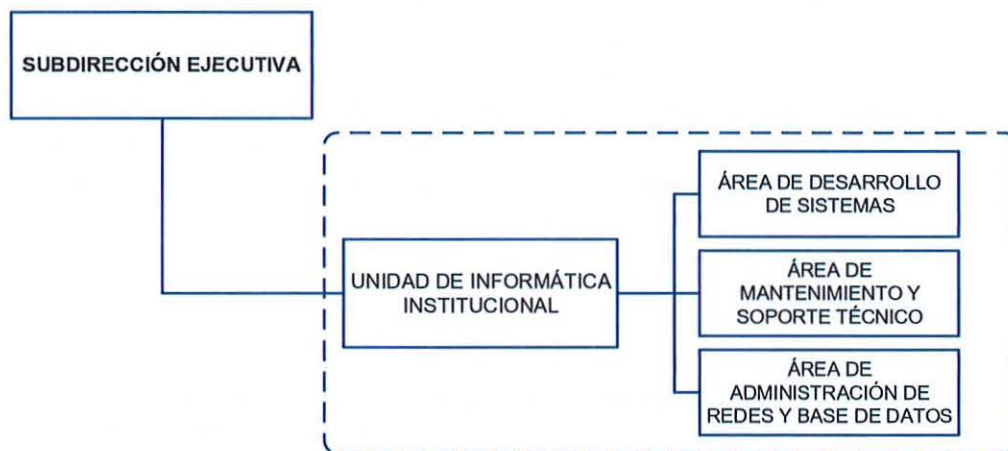 SUBDIRECCIÓN EJECUTIVA
UNIDAD DE INFORMÁTICA
INSTITUCIONAL
ÁREA DE DESARROLLO
DE SISTEMAS
ÁREA DE
MANTENIMIENTO Y
SOPORTE TÉCNICO
ÁREA DE
ADMINISTRACIÓN DE
REDES Y BASE DE DATOS